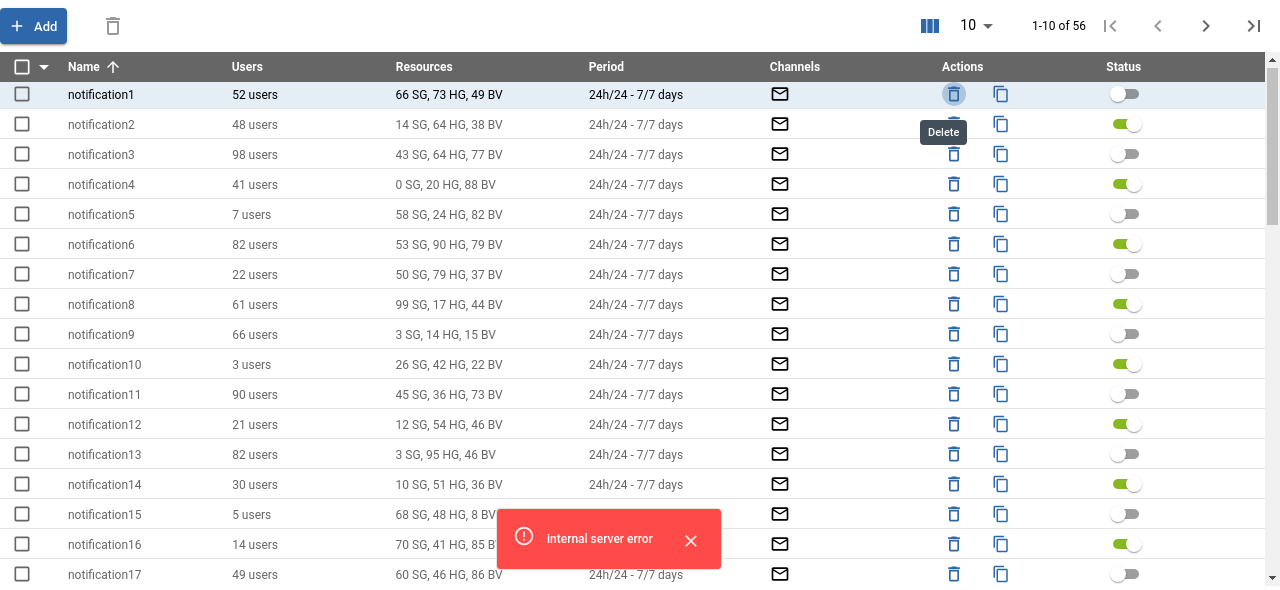 Add 10 1-10 of 56
Name Users Resources Period Channels Actions Status
notification1 52 users 66 SG, 73 HG, 49 BV 24h/24 - 7/7 days
notification2 48 users 14 SG, 64 HG, 38 BV 24h/24 - 7/7 days
Delete
notification3 98 users 43 SG, 64 HG, 77 BV 24h/24 - 7/7 days
notification4 41 users 0 SG, 20 HG, 88 BV 24h/24 - 7/7 days
notification5 7 users 58 SG, 24 HG, 82 BV 24h/24 - 7/7 days
notification6 82 users 53 SG, 90 HG, 79 BV 24h/24 - 7/7 days
notification7 22 users 50 SG, 79 HG, 37 BV 24h/24 - 7/7 days
notification8 61 users 99 SG, 17 HG, 44 BV 24h/24 - 7/7 days
notification9 66 users 3 SG, 14 HG, 15 BV 24h/24 - 7/7 days
notification10 3 users 26 SG, 42 HG, 22 BV 24h/24 - 7/7 days
notification11 90 users 45 SG, 36 HG, 73 BV 24h/24 - 7/7 days
notification12 21 users 12 SG, 54 HG, 46 BV 24h/24 - 7/7 days
notification13 82 users 3 SG, 95 HG, 46 BV 24h/24 - 7/7 days
notification14 30 users 10 SG, 51 HG, 36 BV 24h/24 - 7/7 days
notification15 5 users 68 SG, 48 HG, 8 BV
internal server error
notification16 14 users 70 SG, 41 HG, 85
notification17 49 users 60 SG, 46 HG, 86 BV 24h/24 - 7/7 days